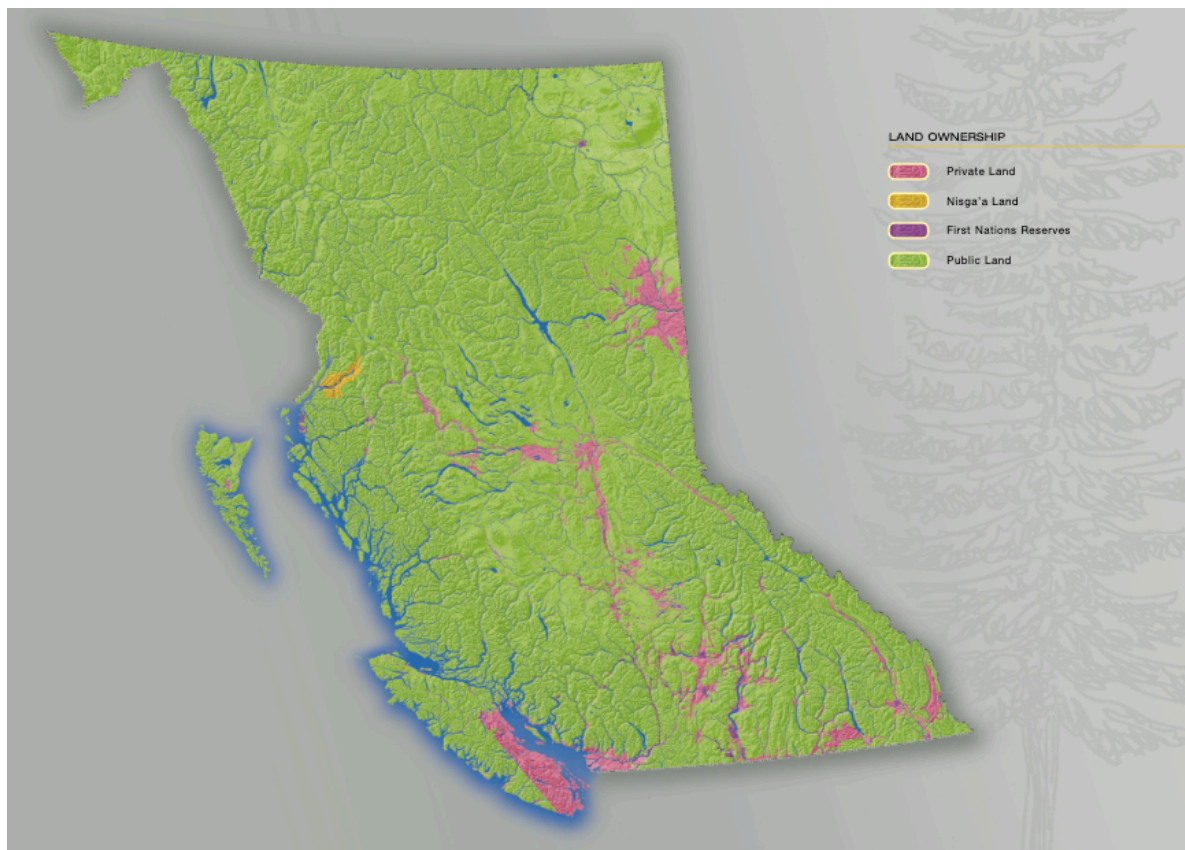 LAND OWNERSHIP
Private Land
Nisga'a Land
First Nations Reserves
Public Land